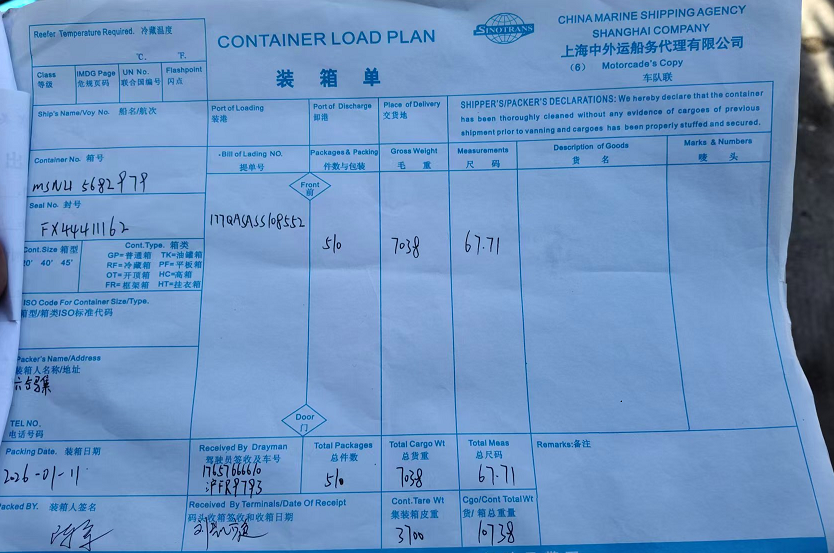 Reefer Temperature Required. 冷藏温度
℃. ℉.
CONTAINER LOAD PLAN
装 箱 单
SINOTRANS
CHINA MARINE SHIPPING AGENCY
SHANGHAI COMPANY
上海中外运船务代理有限公司
(6) Motorcade's Copy
车队联
Class 等级
IMDG Page 危规页码
UN No. 联合国编号
Flashpoint 闪点
Ship's Name/Voy No. 船名/航次
Port of Loading 装港
Port of Discharge 卸港
Place of Delivery 交货地
SHIPPER'S/PACKER'S DECLARATIONS: We hereby declare that the container
has been thoroughly cleaned without any evidence of cargoes of previous
shipment prior to vanning and cargoes has been properly stuffed and secured.
Container No. 箱号
MSNU 5682979
Bill of Lading NO. 提单号
Packages & Packing 件数与包装
Gross Weight 毛 重
Measurements 尺 码
Description of Goods 货 名
Marks & Numbers 唛 头
Front 前
Seal No. 封号
FX44411162
177QASASS108552
510
7038
67.71
Cont.Size 箱型
20' 40' 45'
Cont.Type. 箱类
GP=普通箱 TK=油罐箱
RF=冷藏箱 PF=平板箱
OT=开顶箱 HC=高箱
FR=框架箱 HT=挂衣箱
ISO Code For Container Size/Type.
箱型/箱类ISO标准代码
Packer's Name/Address
装箱人名称/地址
TEL NO.
电话号码
Door 门
Packing Date. 装箱日期
2026-01-11
Received By Drayman
驾驶员签收及车号
17657666610
沪FR9793
Total Packages 总件数
510
Total Cargo Wt 总货重
7038
Total Meas 总尺码
67.71
Remarks:备注
Packed BY. 装箱人签名
Received By Terminals/Date Of Receipt
码头收箱签收和收箱日期
Cont.Tare Wt 集装箱皮重
3700
Cgo/Cont Total Wt 货/箱总重量
10738